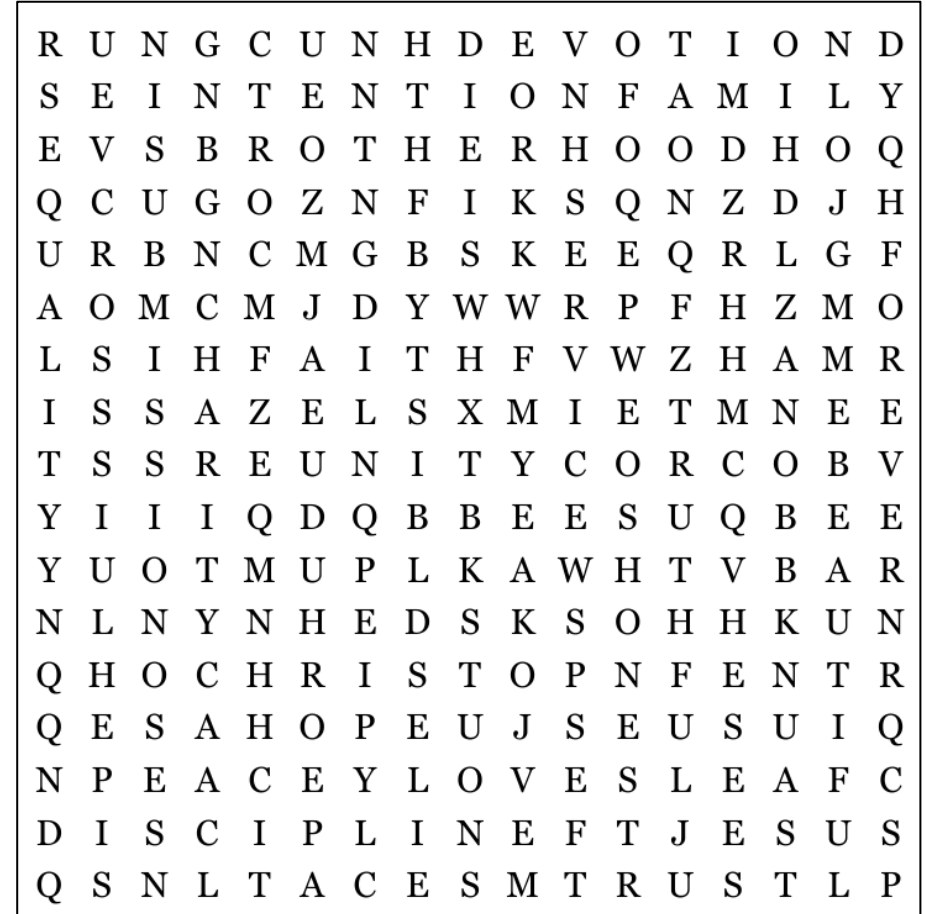 R U N G C U N H D E V O T I O N D
S E I N T E N T I O N F A M I L Y
E V S B R O T H E R H O O D H O Q
Q C U G O Z N F I K S Q N Z D J H
U R B N C M G B S K E E Q R L G F
A O M C M J D Y W W R P F H Z M O
L S I H F A I T H F V W Z H A M R
I S S A Z E L S X M I E T M N E E
T S S R E U N I T Y C O R C O B V
Y I I I Q D Q B B E E S U Q B E E
Y U O T M U P L K A W H T V B A R
N L N Y N H E D S K S O H H K U N
Q H O C H R I S T O P N F E N T R
Q E S A H O P E U J S E U S U I Q
N P E A C E Y L O V E S L E A F C
D I S C I P L I N E F T J E S U S
Q S N L T A C E S M T R U S T L P